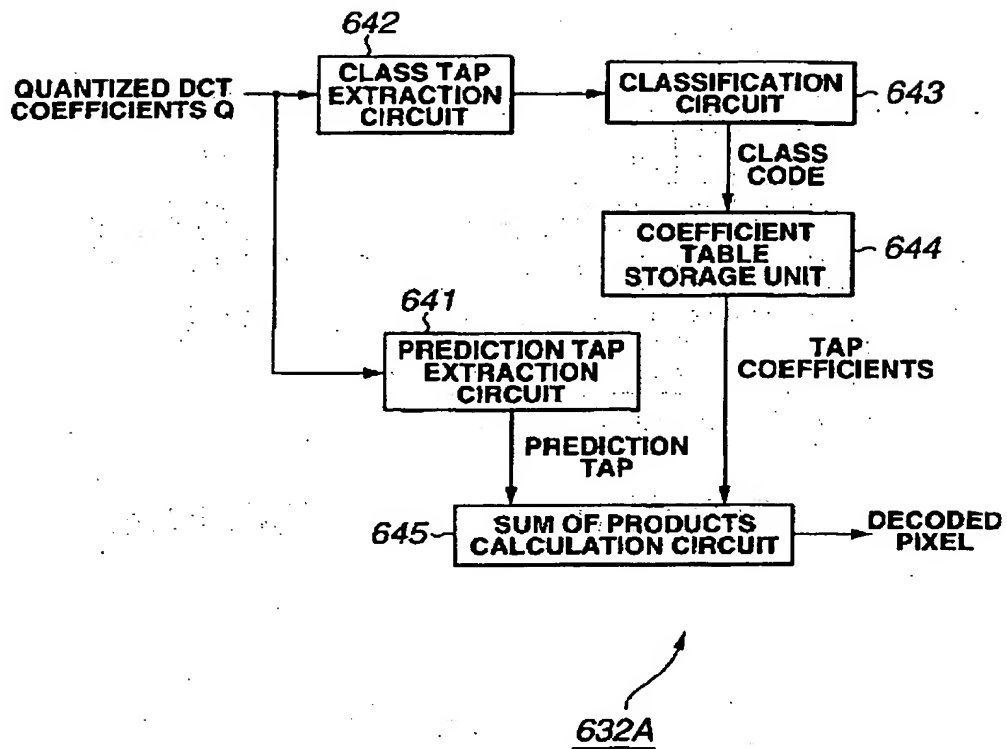 642
QUANTIZED DCT
COEFFICIENTS Q
CLASS TAP
EXTRACTION
CIRCUIT
CLASSIFICATION
CIRCUIT
643
CLASS
CODE
COEFFICIENT
TABLE
STORAGE UNIT
644
641
PREDICTION TAP
EXTRACTION
CIRCUIT
TAP
COEFFICIENTS
PREDICTION
TAP
645
SUM OF PRODUCTS
CALCULATION CIRCUIT
DECODED
PIXEL
632A